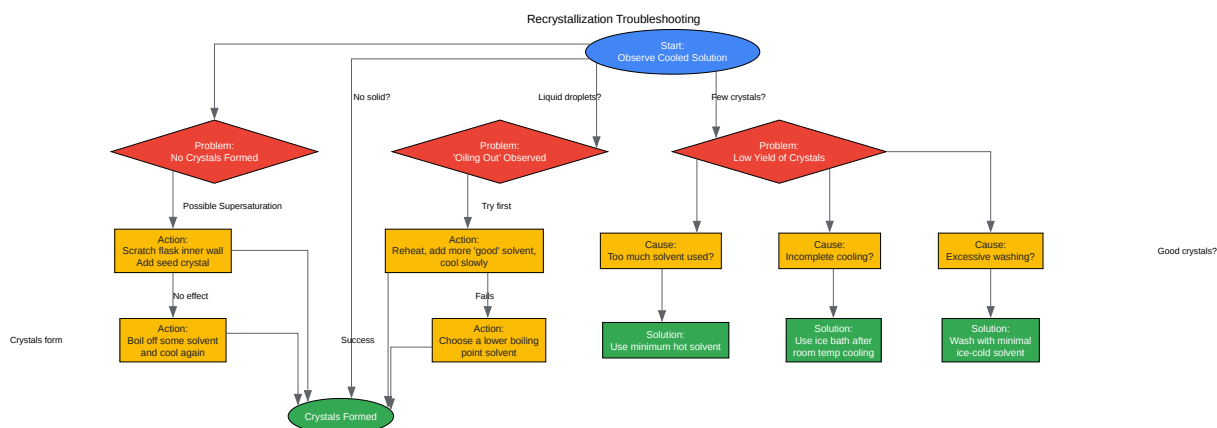 Recrystallization Troubleshooting
Start:
Observe Cooled Solution
No solid?
Liquid droplets?
Few crystals?
Problem:
No Crystals Formed
Problem:
'Oiling Out' Observed
Problem:
Low Yield of Crystals
Possible Supersaturation
Try first
Action:
Scratch flask inner wall
Add seed crystal
Action:
Reheat, add more 'good' solvent,
cool slowly
Cause:
Too much solvent used?
Cause:
Incomplete cooling?
Cause:
Excessive washing?
Good crystals?
No effect
Fails
Crystals form
Action:
Boil off some solvent
and cool again
Success
Action:
Choose a lower boiling
point solvent
Solution:
Use minimum hot solvent
Solution:
Use ice bath after
room temp cooling
Solution:
Wash with minimal
ice-cold solvent
Crystals Formed